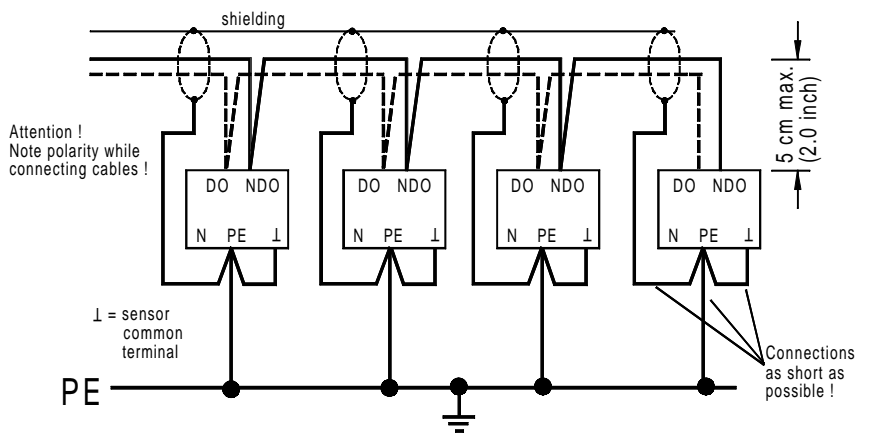 shielding
Attention !
Note polarity while
connecting cables !
5 cm max.
(2.0 inch)
DO NDO
N PE ⊥
DO NDO
N PE ⊥
DO NDO
N PE ⊥
DO NDO
N PE ⊥
⊥ = sensor
common
terminal
PE
Connections
as short as
possible !